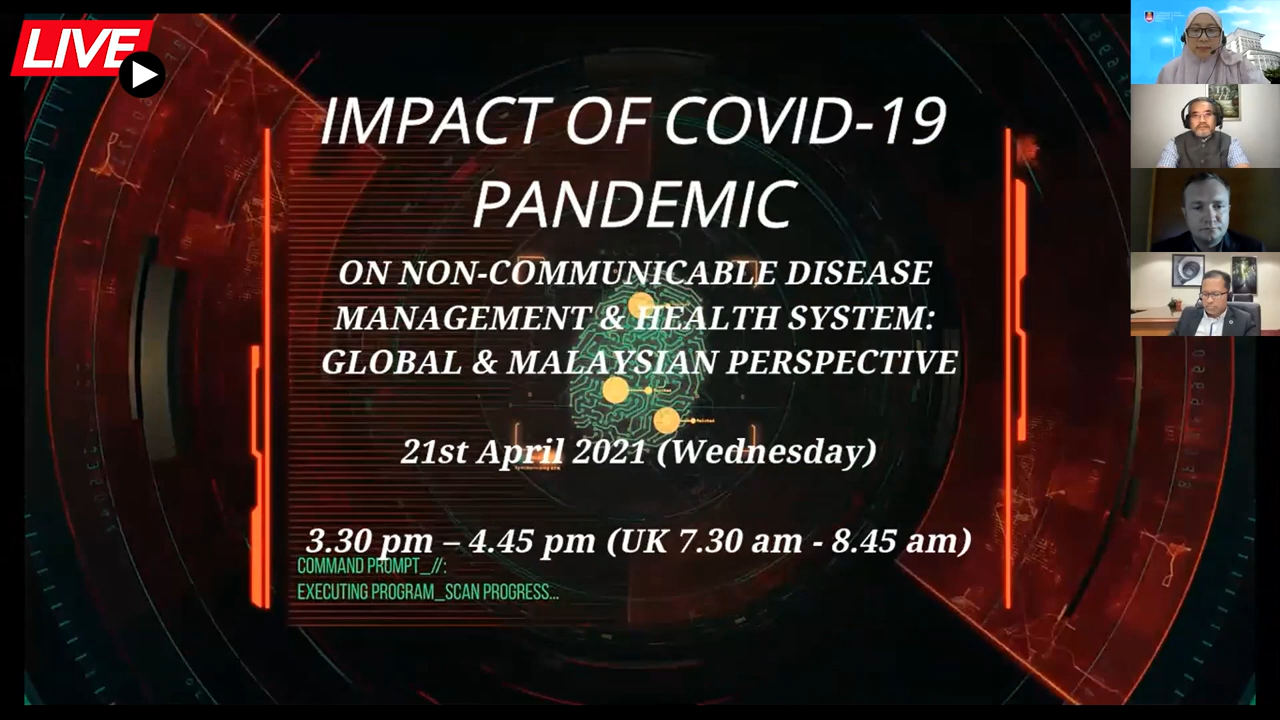 LIVE
IMPACT OF COVID-19
PANDEMIC
ON NON-COMMUNICABLE DISEASE
MANAGEMENT & HEALTH SYSTEM:
GLOBAL & MALAYSIAN PERSPECTIVE
21st April 2021 (Wednesday)
3.30 pm – 4.45 pm (UK 7.30 am - 8.45 am)
COMMAND PROMPT_//:
EXECUTING PROGRAM_SCAN PROGRESS...